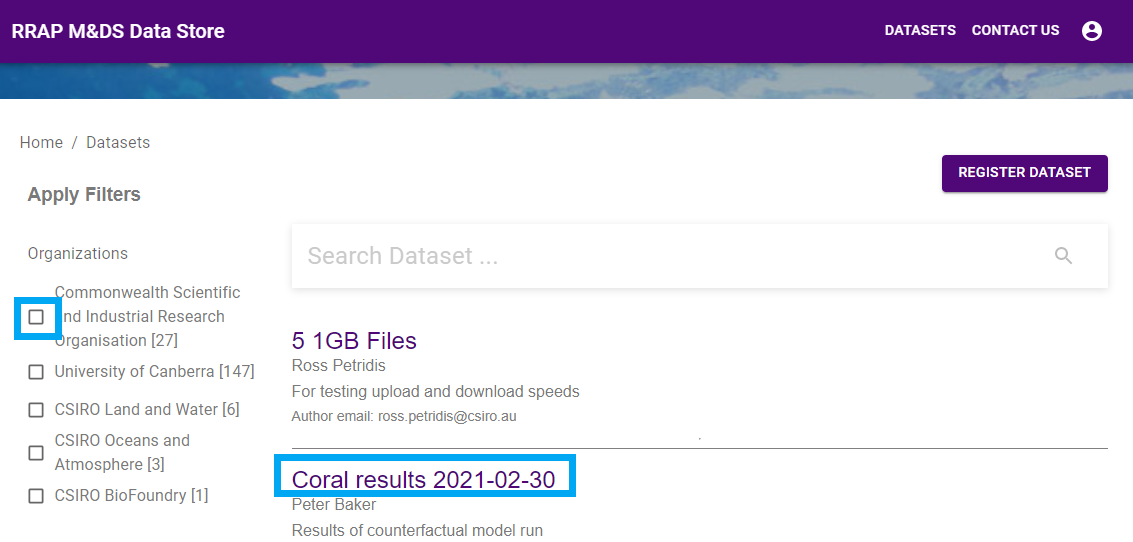 RRAP M&DS Data Store
DATASETS
CONTACT US
Home / Datasets
REGISTER DATASET
Apply Filters
Organizations
Commonwealth Scientific
and Industrial Research
Organisation [27]
University of Canberra [147]
CSIRO Land and Water [6]
CSIRO Oceans and
Atmosphere [3]
CSIRO BioFoundry [1]
Search Dataset ...
5 1GB Files
Ross Petridis
For testing upload and download speeds
Author email: ross.petridis@csiro.au
Coral results 2021-02-30
Peter Baker
Results of counterfactual model run